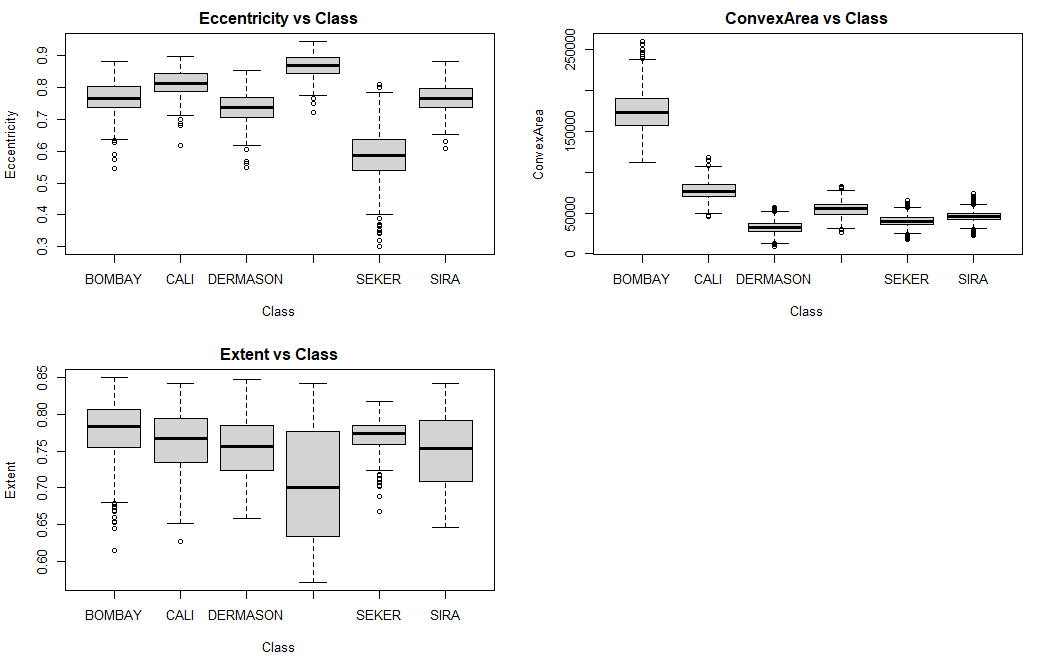 Eccentricity vs Class
Eccentricity
0.3 0.4 0.5 0.6 0.7 0.8 0.9
BOMBAY CALI DERMASON SEKER SIRA
Class
ConvexArea vs Class
ConvexArea
0 50000 150000 250000
BOMBAY CALI DERMASON SEKER SIRA
Class
Extent vs Class
Extent
0.60 0.65 0.70 0.75 0.80 0.85
BOMBAY CALI DERMASON SEKER SIRA
Class